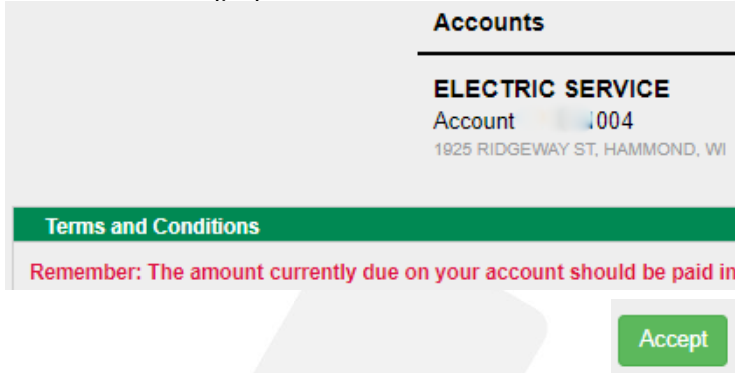 Accounts
ELECTRIC SERVICE
Account 004
1925 RIDGEWAY ST, HAMMOND, WI
Terms and Conditions
Remember: The amount currently due on your account should be paid in
Accept